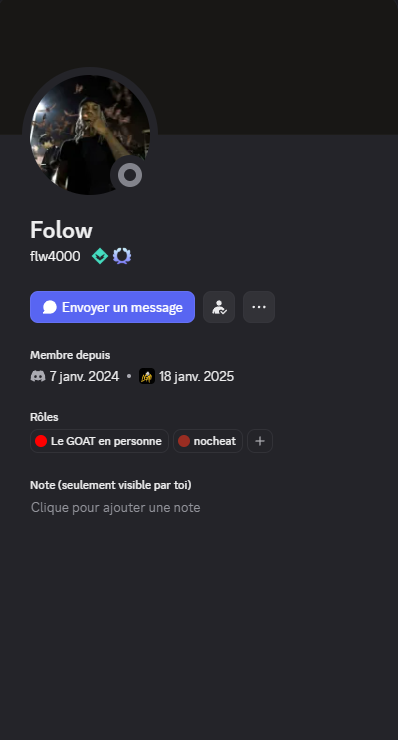 Folow
flw4000
Envoyer un message
Membre depuis
7 janv. 2024 • 18 janv. 2025
Rôles
Le GOAT en personne nocheat +
Note (seulement visible par toi)
Clique pour ajouter une note